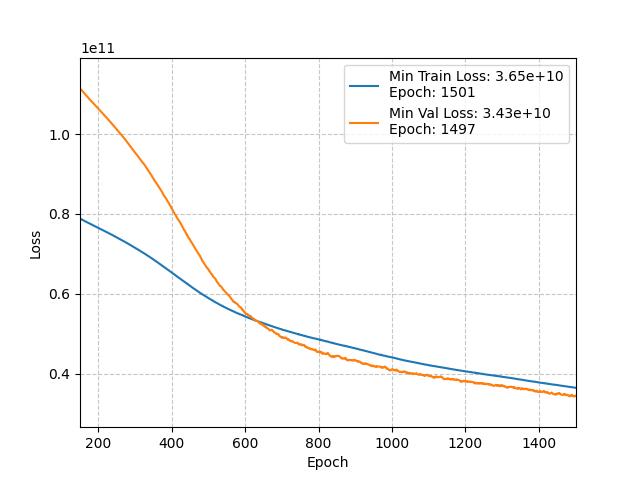 1e11
Min Train Loss: 3.65e+10
Epoch: 1501
Min Val Loss: 3.43e+10
Epoch: 1497
1.0
0.8
0.6
0.4
Loss
200 400 600 800 1000 1200 1400
Epoch